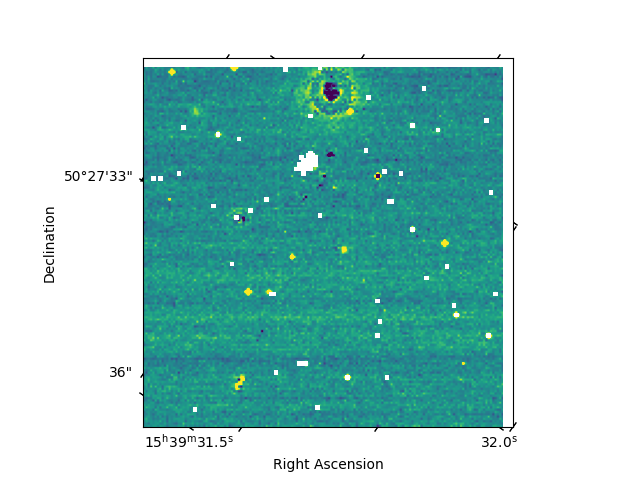 50°27'33"
Declination
36"
15ʰ39ᵐ31.5ˢ
32.0ˢ
Right Ascension